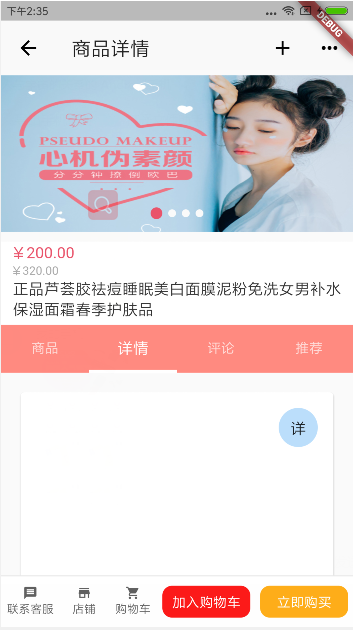 下午2:35
DEBUG
商品详情
PSEUDO MAKEUP
心机伪素颜
分分钟撩倒欧巴
¥200.00
¥320.00
正品芦荟胶祛痘睡眠美白面膜泥粉免洗女男补水
保湿面霜春季护肤品
商品 详情 评论 推荐
详
联系客服 店铺 购物车 加入购物车 立即购买